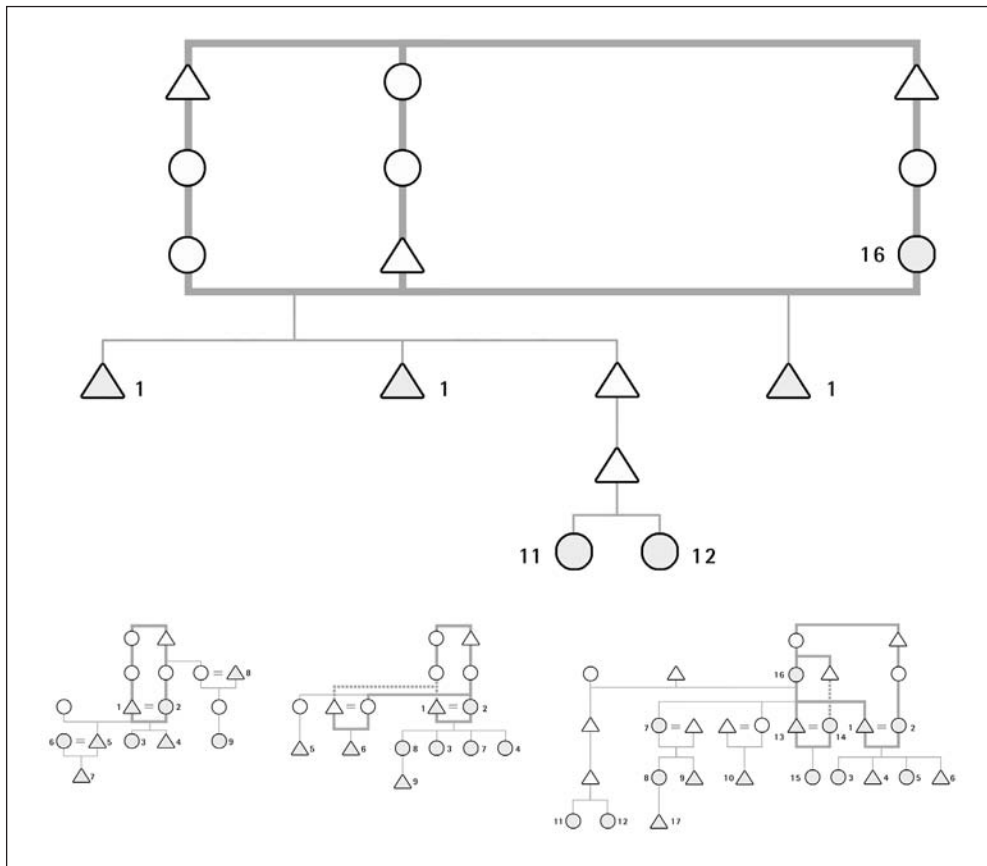 16
1 1 1
11 12
8
1 = 2
6 = 5 3 4 9
7
= 1 = 2
5 6 8 3 7 4
9
16
7 = = 13 = 14 1 = 2
8 9 10 15 3 4 5 6
11 12 17